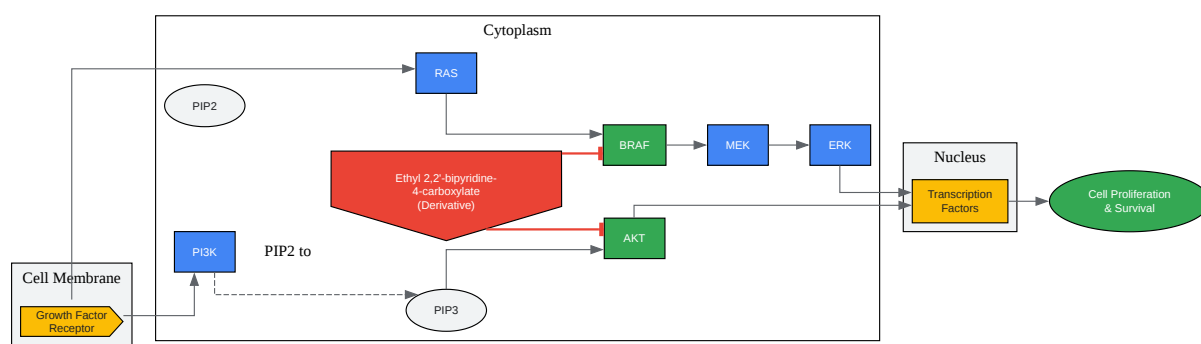 Cytoplasm
RAS
PIP2
BRAF
MEK
ERK
Ethyl 2,2'-bipyridine-
4-carboxylate
(Derivative)
Nucleus
Transcription
Factors
Cell Proliferation
& Survival
AKT
PI3K
PIP2 to
Cell Membrane
Growth Factor
Receptor
PIP3